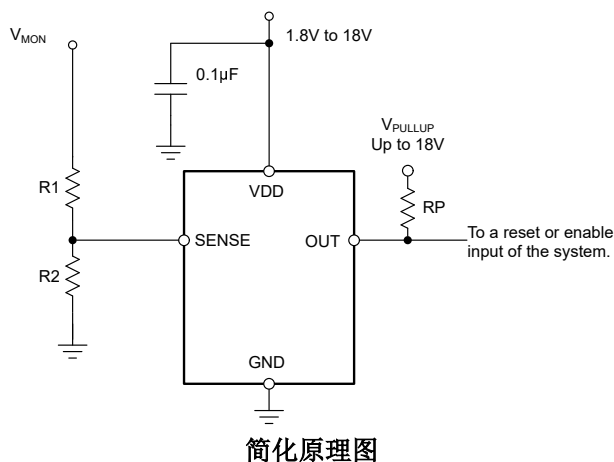 1.8V to 18V
VMON
0.1µF
VPULLUP
Up to 18V
R1
VDD
RP
SENSE
OUT
To a reset or enable
input of the system.
R2
GND
简化原理图